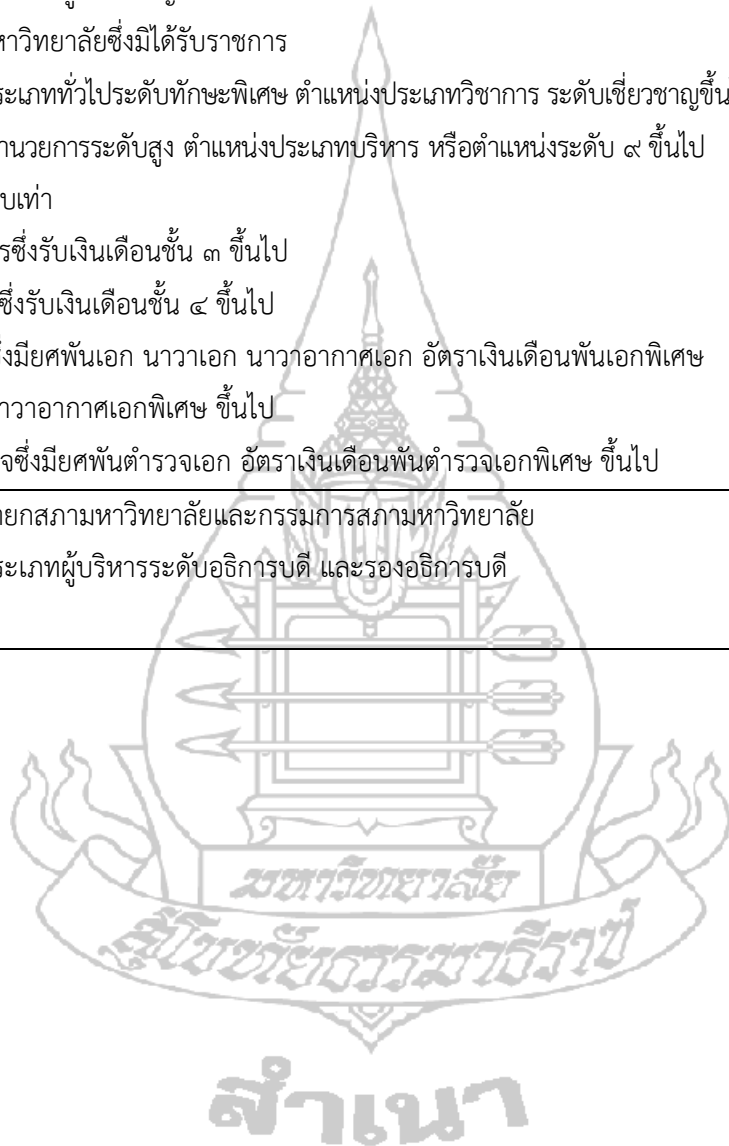 หาวิทยาลัยซึ่งมิได้รับราชการ
ระเภททั่วไประดับทักษะพิเศษ ตำแหน่งประเภทวิชาการ ระดับเชี่ยวชาญขึ้น
ำนวยการระดับสูง ตำแหน่งประเภทบริหาร หรือตำแหน่งระดับ ๙ ขึ้นไป
บเท่า
รซึ่งรับเงินเดือนชั้น ๓ ขึ้นไป
ซึ่งรับเงินเดือนชั้น ๔ ขึ้นไป
ซึ่งมียศพันเอก นาวาเอก นาวาอากาศเอก อัตราเงินเดือนพันเอกพิเศษ
าวาอากาศเอกพิเศษ ขึ้นไป
จซึ่งมียศพันตำรวจเอก อัตราเงินเดือนพันตำรวจเอกพิเศษ ขึ้นไป
ายกสภามหาวิทยาลัยและกรรมการสภามหาวิทยาลัย
ระเภทผู้บริหารระดับอธิการบดี และรองอธิการบดี
มหาวิทยาลัย
สุโขทัยธรรมาธิราช
สำเนา